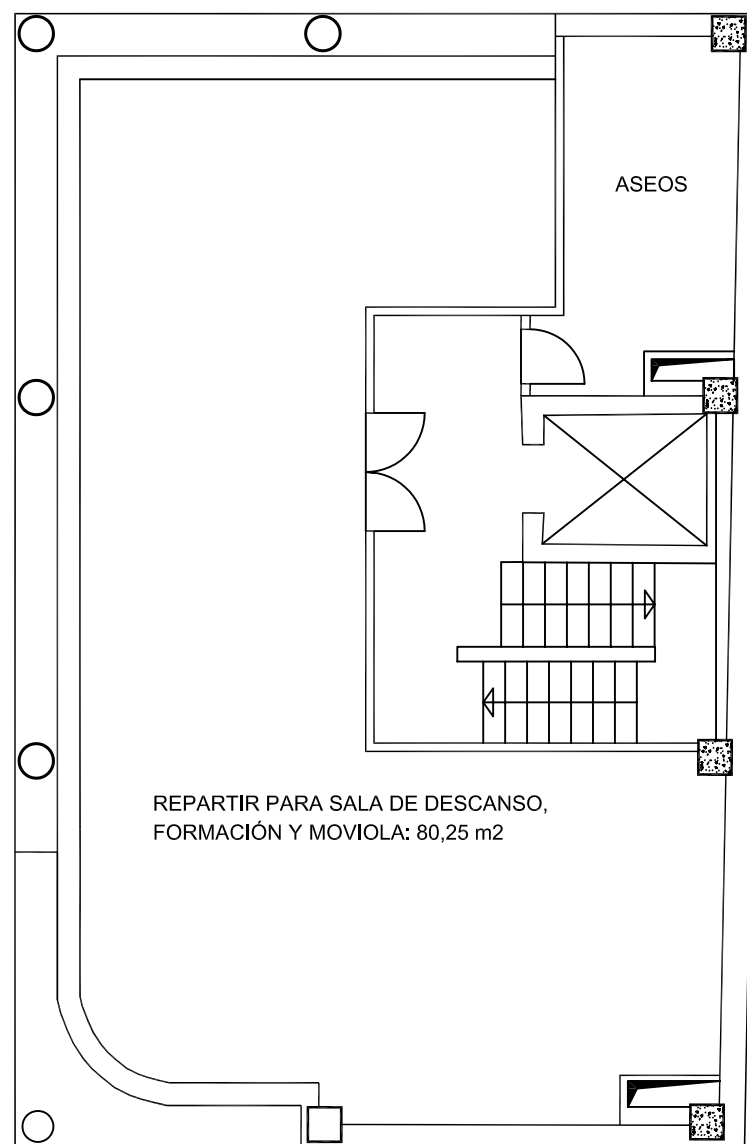 ASEOS
REPARTIR PARA SALA DE DESCANSO,
FORMACIÓN Y MOVIOLA: 80,25 m2